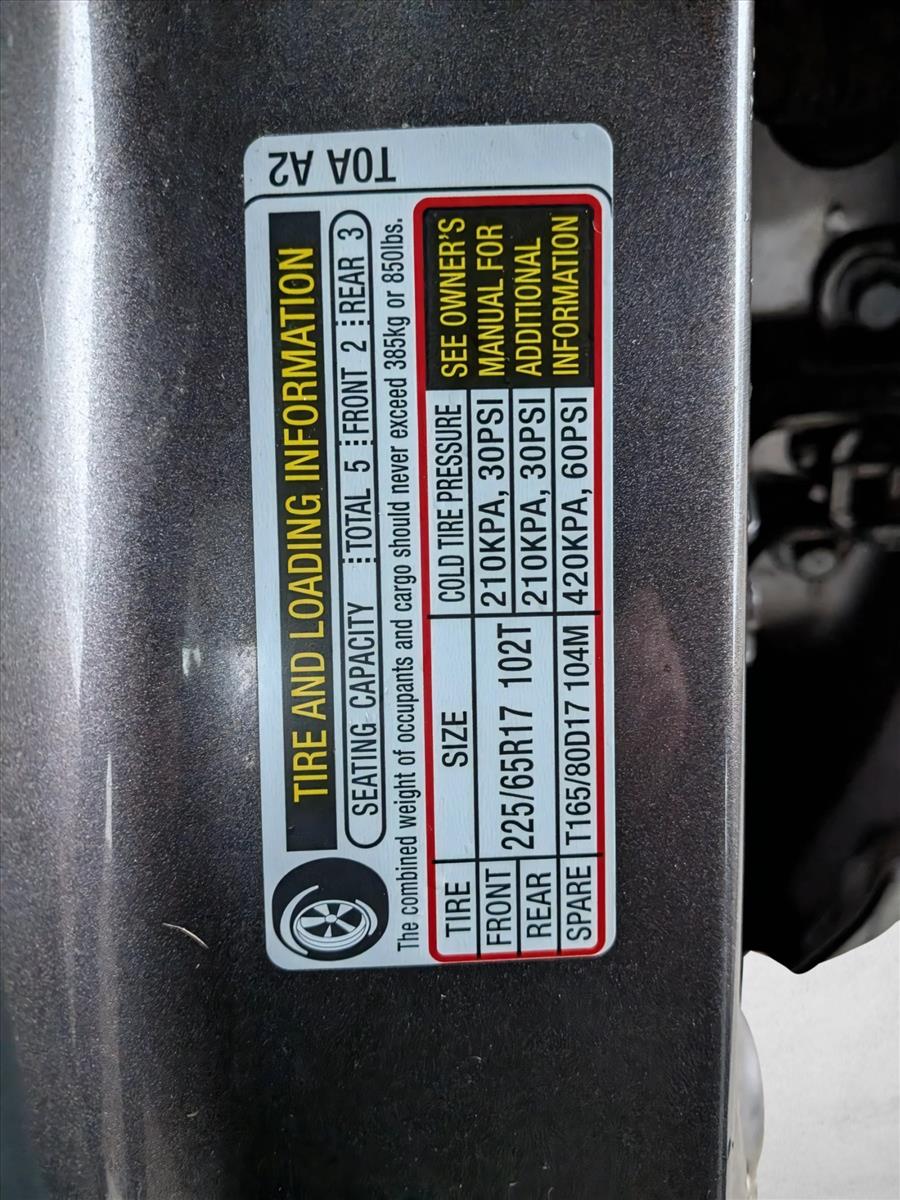 TIRE AND LOADING INFORMATION
SEATING CAPACITY TOTAL 5 FRONT 2 REAR 3
The combined weight of occupants and cargo should never exceed 385kg or 850lbs.
TIRE SIZE COLD TIRE PRESSURE
FRONT 225/65R17 102T 210KPA, 30PSI
REAR 210KPA, 30PSI
SPARE T165/80D17 104M 420KPA, 60PSI
SEE OWNER'S
MANUAL FOR
ADDITIONAL
INFORMATION
T0A A2